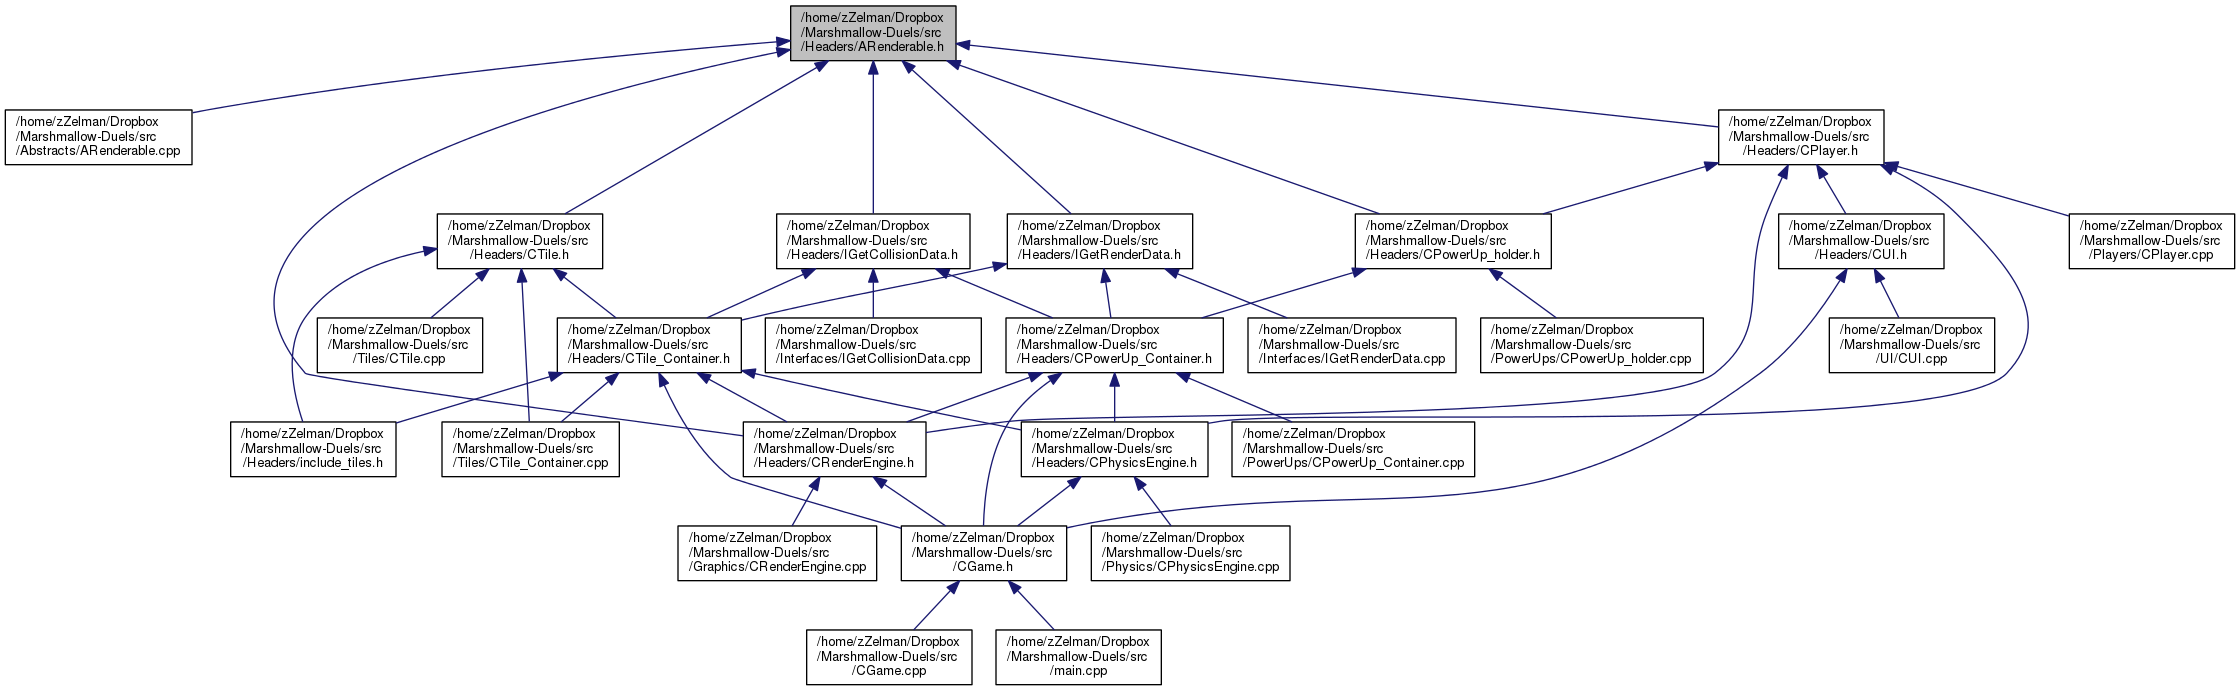 /home/zZelman/Dropbox
/Marshmallow-Duels/src
/Headers/ARenderable.h
/home/zZelman/Dropbox
/Marshmallow-Duels/src
/Abstracts/ARenderable.cpp
/home/zZelman/Dropbox
/Marshmallow-Duels/src
/Headers/CPlayer.h
/home/zZelman/Dropbox
/Marshmallow-Duels/src
/Headers/CTile.h
/home/zZelman/Dropbox
/Marshmallow-Duels/src
/Headers/IGetCollisionData.h
/home/zZelman/Dropbox
/Marshmallow-Duels/src
/Headers/IGetRenderData.h
/home/zZelman/Dropbox
/Marshmallow-Duels/src
/Headers/CPowerUp_holder.h
/home/zZelman/Dropbox
/Marshmallow-Duels/src
/Headers/CUI.h
/home/zZelman/Dropbox
/Marshmallow-Duels/src
/Players/CPlayer.cpp
/home/zZelman/Dropbox
/Marshmallow-Duels/src
/Tiles/CTile.cpp
/home/zZelman/Dropbox
/Marshmallow-Duels/src
/Headers/CTile_Container.h
/home/zZelman/Dropbox
/Marshmallow-Duels/src
/Interfaces/IGetCollisionData.cpp
/home/zZelman/Dropbox
/Marshmallow-Duels/src
/Headers/CPowerUp_Container.h
/home/zZelman/Dropbox
/Marshmallow-Duels/src
/Interfaces/IGetRenderData.cpp
/home/zZelman/Dropbox
/Marshmallow-Duels/src
/PowerUps/CPowerUp_holder.cpp
/home/zZelman/Dropbox
/Marshmallow-Duels/src
/UI/CUI.cpp
/home/zZelman/Dropbox
/Marshmallow-Duels/src
/Headers/include_tiles.h
/home/zZelman/Dropbox
/Marshmallow-Duels/src
/Tiles/CTile_Container.cpp
/home/zZelman/Dropbox
/Marshmallow-Duels/src
/Headers/CRenderEngine.h
/home/zZelman/Dropbox
/Marshmallow-Duels/src
/Headers/CPhysicsEngine.h
/home/zZelman/Dropbox
/Marshmallow-Duels/src
/PowerUps/CPowerUp_Container.cpp
/home/zZelman/Dropbox
/Marshmallow-Duels/src
/Graphics/CRenderEngine.cpp
/home/zZelman/Dropbox
/Marshmallow-Duels/src
/CGame.h
/home/zZelman/Dropbox
/Marshmallow-Duels/src
/Physics/CPhysicsEngine.cpp
/home/zZelman/Dropbox
/Marshmallow-Duels/src
/CGame.cpp
/home/zZelman/Dropbox
/Marshmallow-Duels/src
/main.cpp